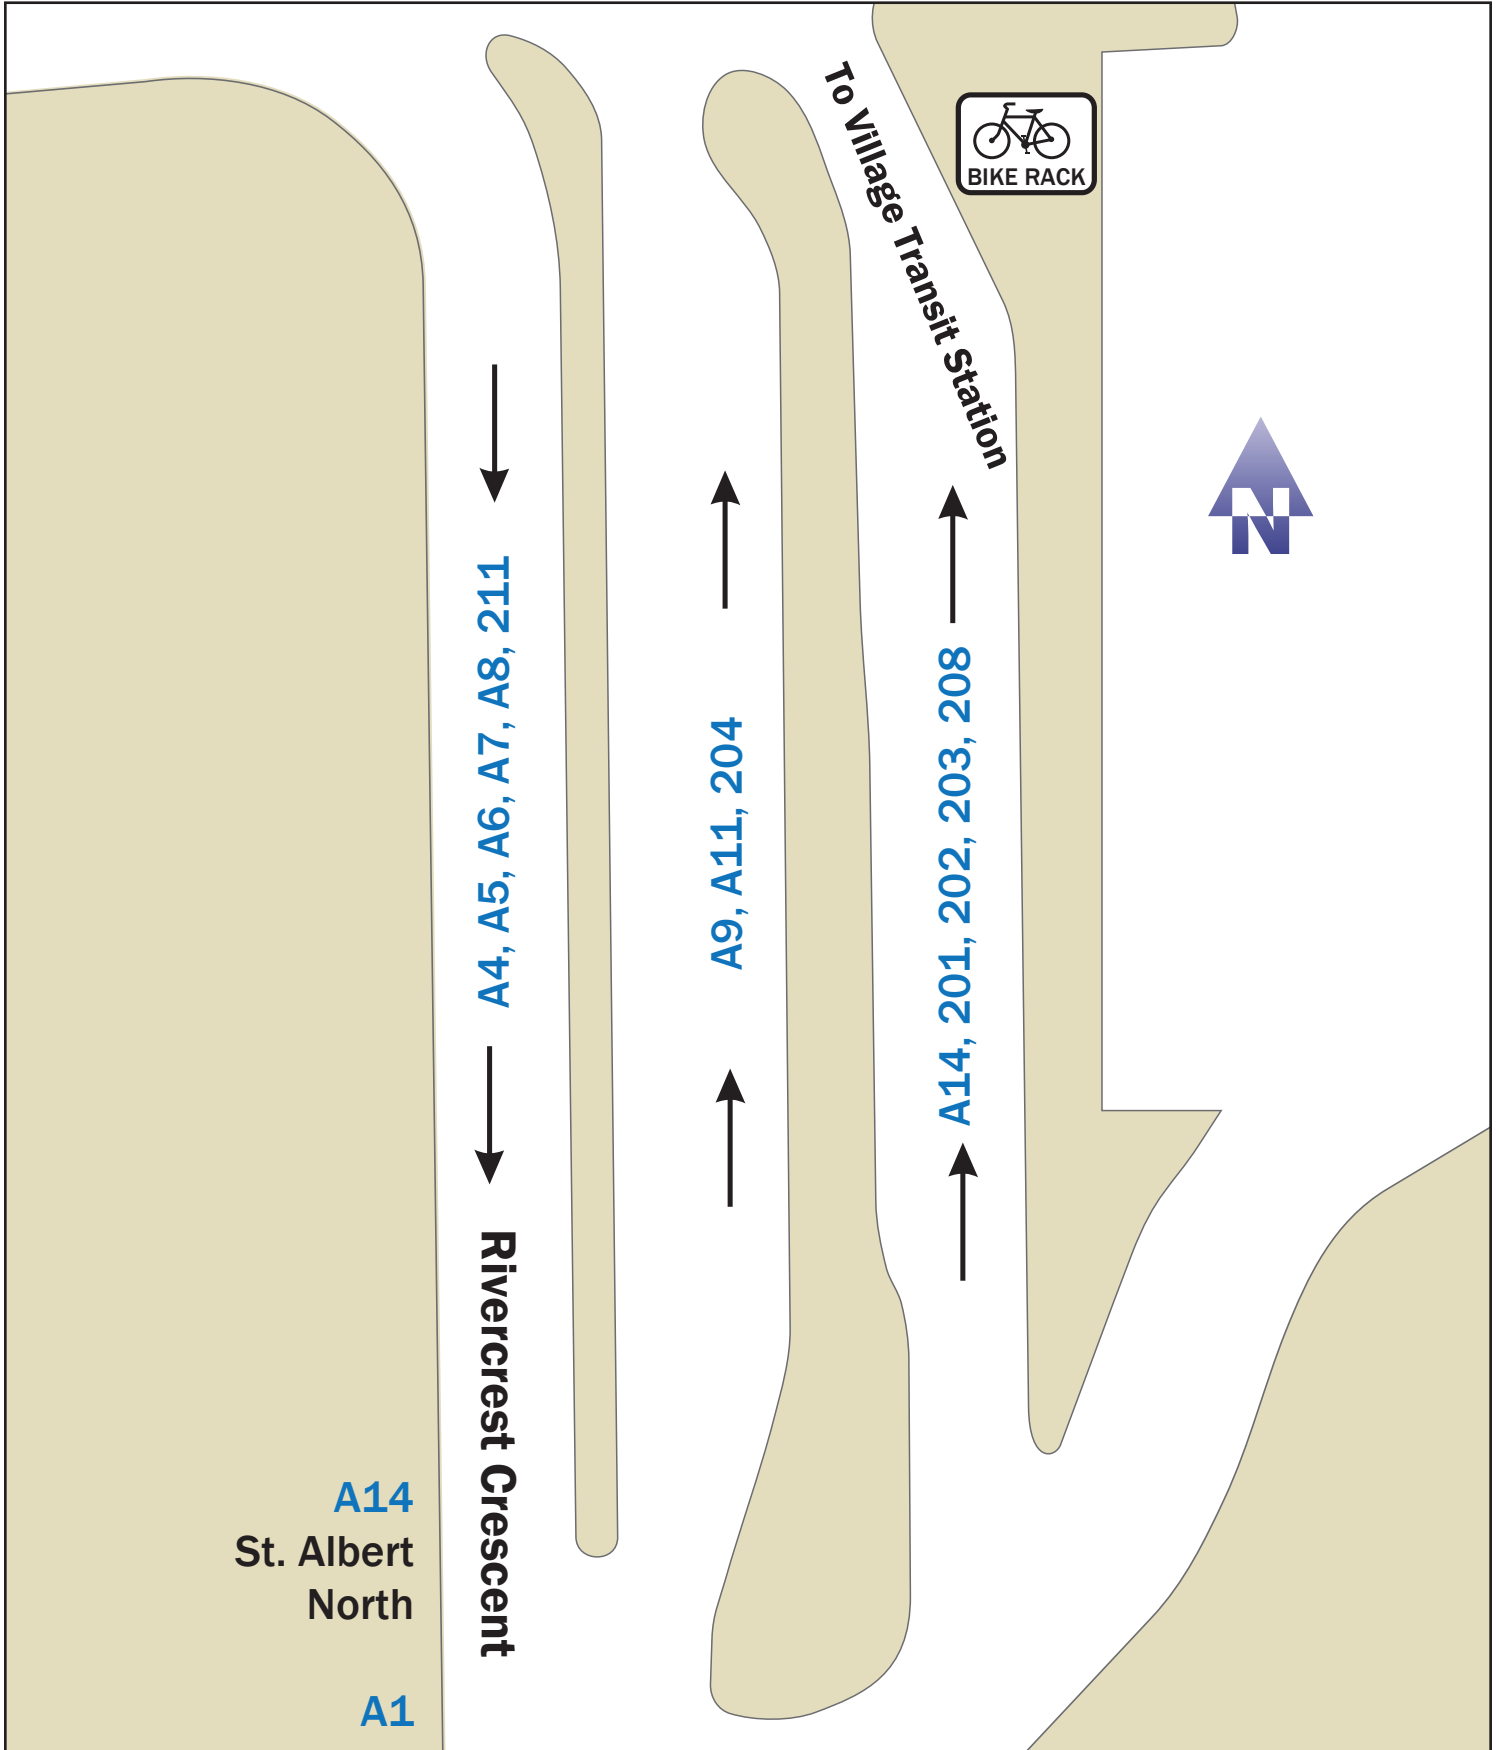 To Village Transit Station
BIKE RACK
N
A4, A5, A6, A7, A8, 211
A9, A11, 204
A14, 201, 202, 203, 208
Rivercrest Crescent
A14
St. Albert
North
A1